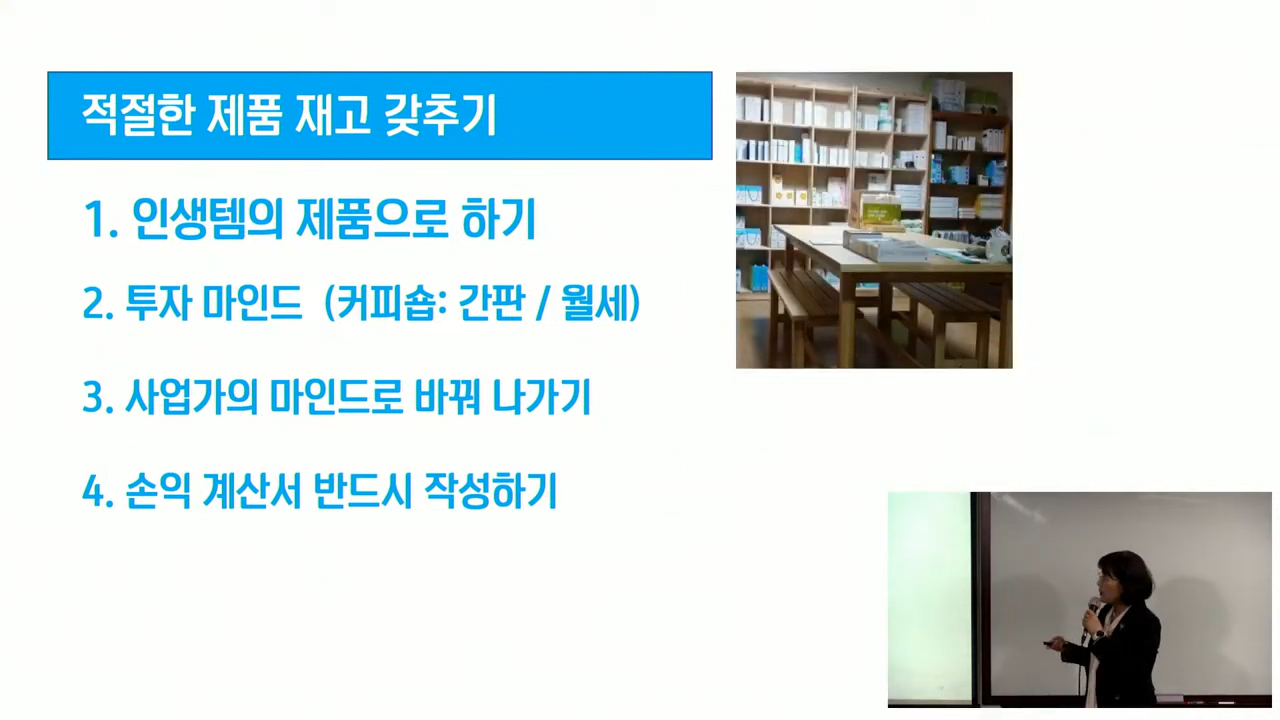 적절한 제품 재고 갖추기
1. 인생템의 제품으로 하기
2. 투자 마인드 (커피숍: 간판 / 월세)
3. 사업가의 마인드로 바꿔 나가기
4. 손익 계산서 반드시 작성하기